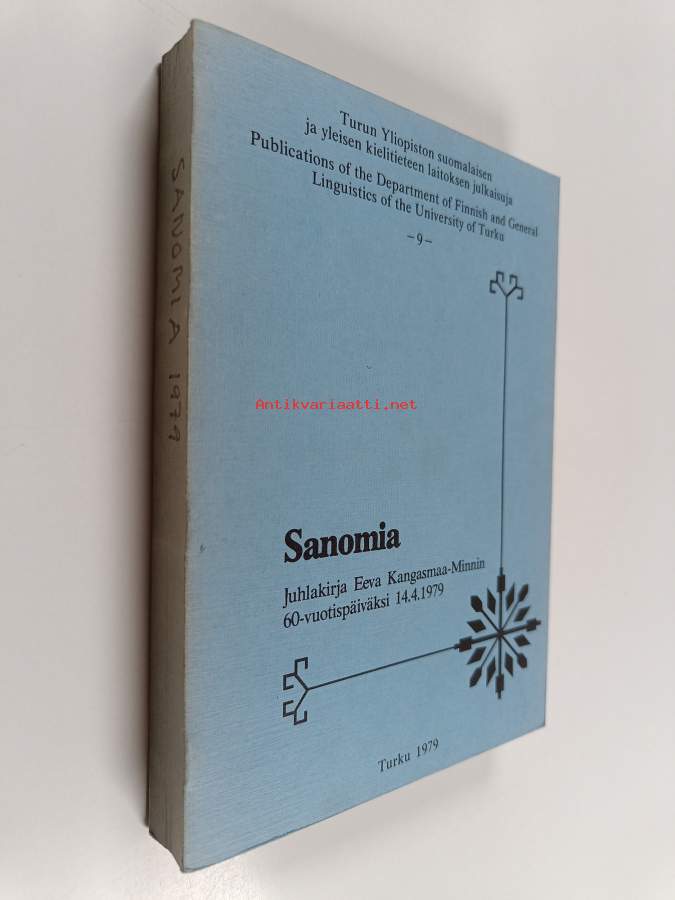 SANOMIA 1979
Turun Yliopiston suomalaisen
ja yleisen kielitieteen laitoksen julkaisuja
Publications of the Department of Finnish and General
Linguistics of the University of Turku
-9-
Antikvariaatti.net
Sanomia
Juhlakirja Eeva Kangasmaa-Minnin
60-vuotispäiväksi 14.4.1979
Turku 1979